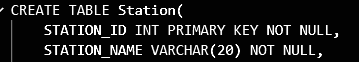 CREATE TABLE Station(
STATION_ID INT PRIMARY KEY NOT NULL,
STATION_NAME VARCHAR(20) NOT NULL,